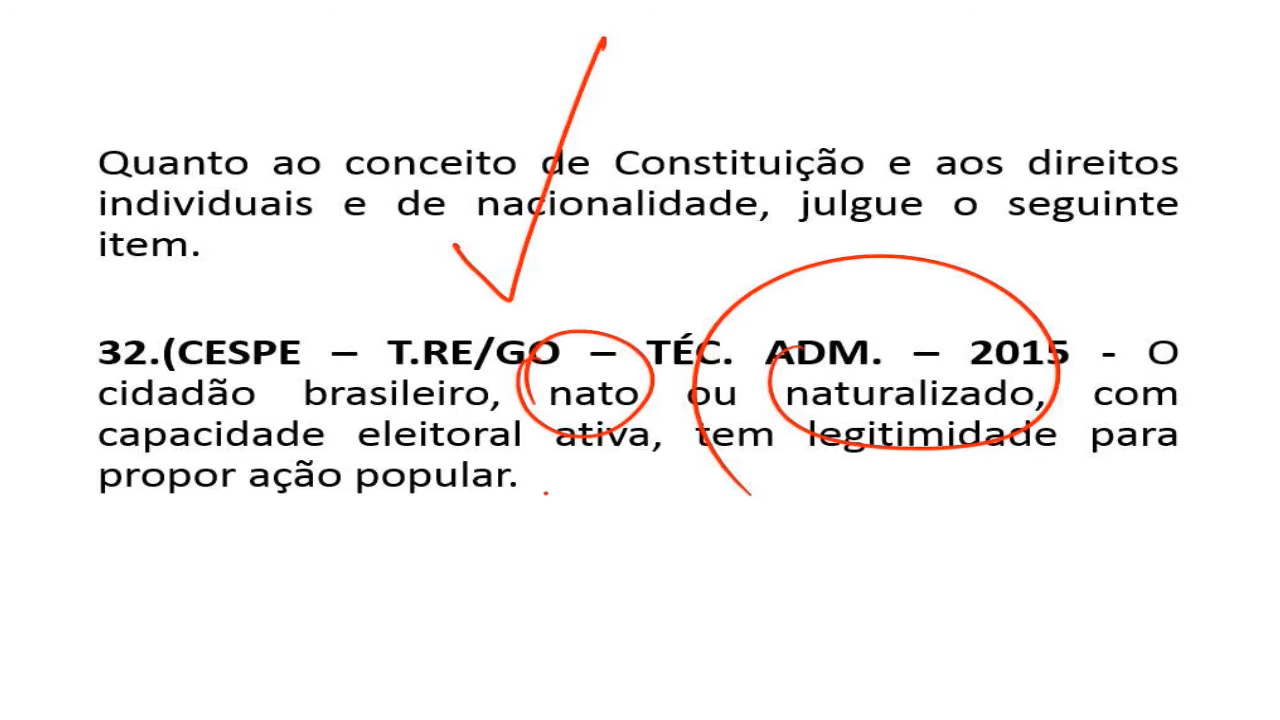 Quanto ao conceito de Constituição e aos direitos
individuais e de nacionalidade, julgue o seguinte
item.
32.(CESPE – T.RE/GO – TÉC. ADM. – 2015 - O
cidadão brasileiro, nato ou naturalizado, com
capacidade eleitoral ativa, tem legitimidade para
propor ação popular.